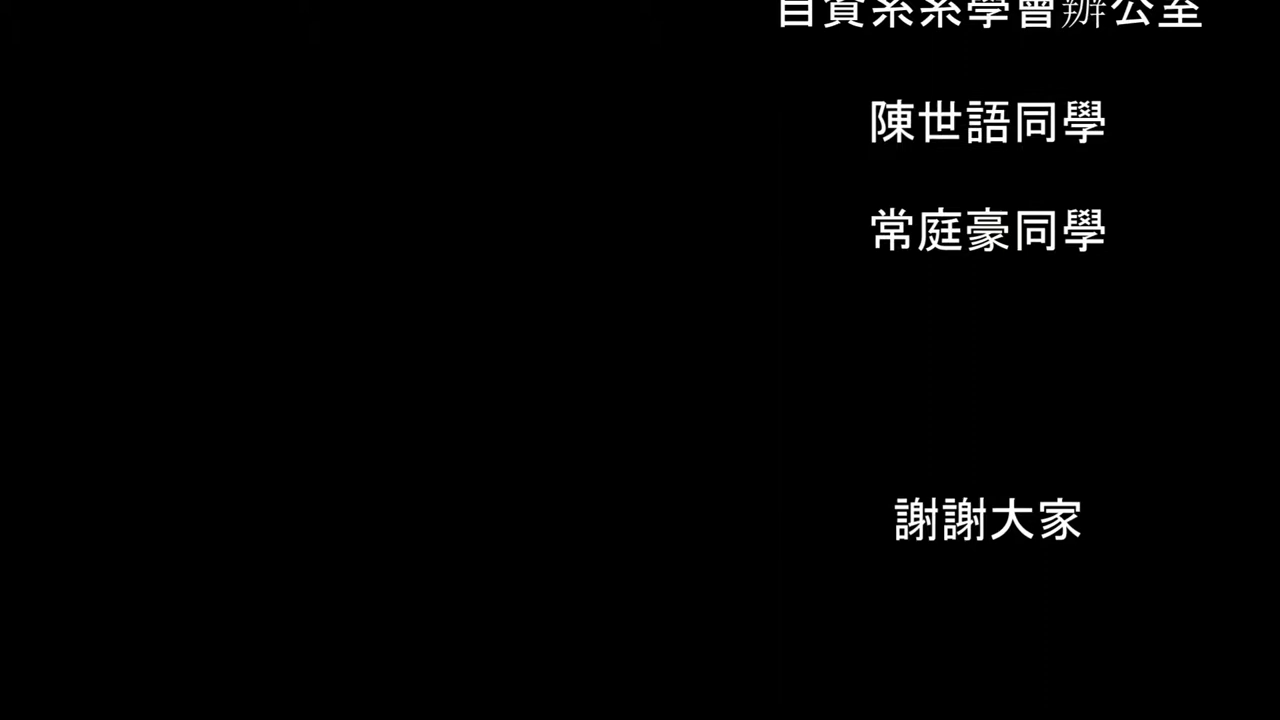 自資系系學會辦公室
陳世語同學
常庭豪同學
謝謝大家